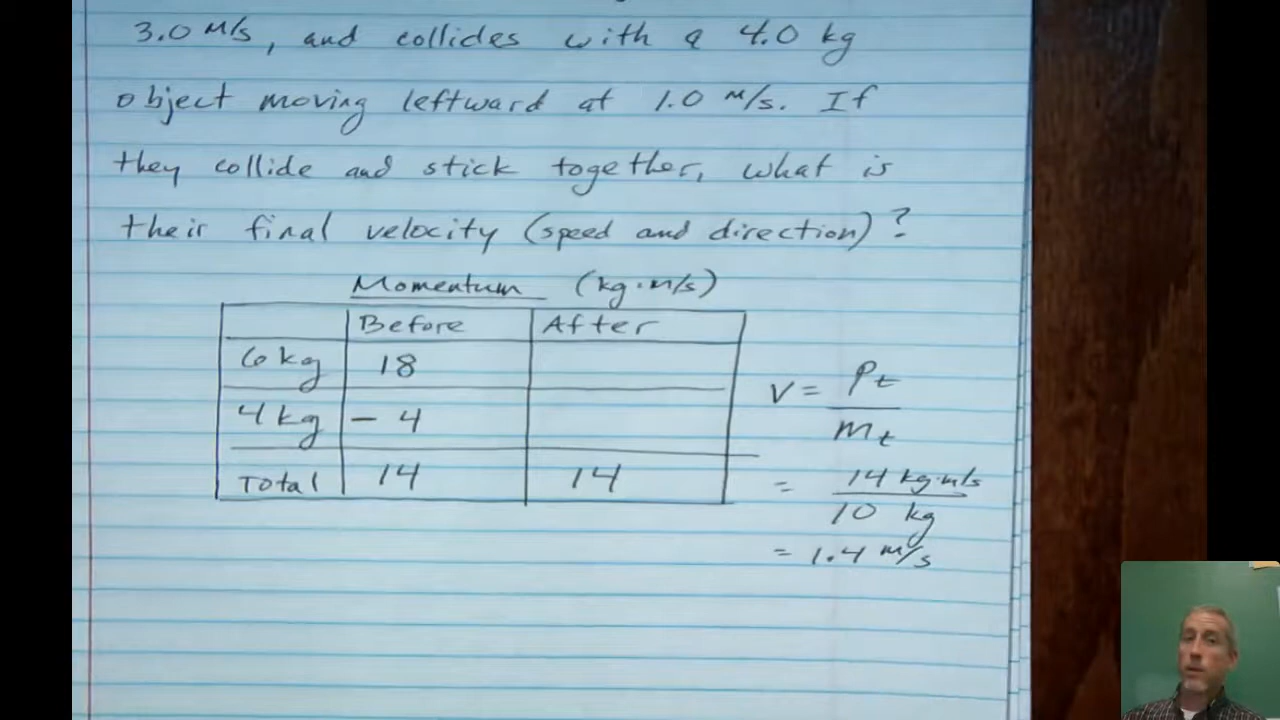 3.0 m/s, and collides with a 4.0 kg
object moving leftward at 1.0 m/s. If
they collide and stick together, what is
their final velocity (speed and direction)?
Momentum (kg·m/s)
Before After
6 kg 18
4 kg - 4
Total 14 14
v = Pt
mt
= 14 kg·m/s
10 kg
= 1.4 m/s